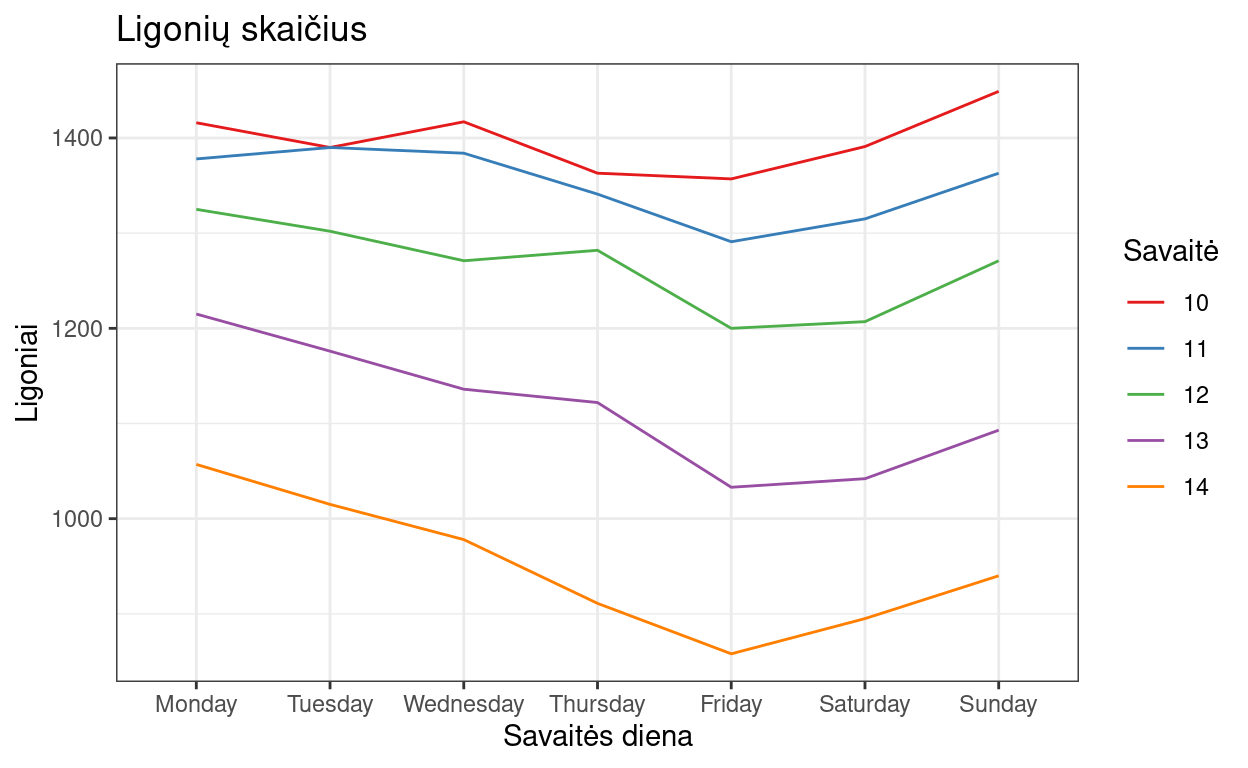 Ligonių skaičius
Ligoniai
1400
1200
1000
Monday Tuesday Wednesday Thursday Friday Saturday Sunday
Savaitės diena
Savaitė
10
11
12
13
14